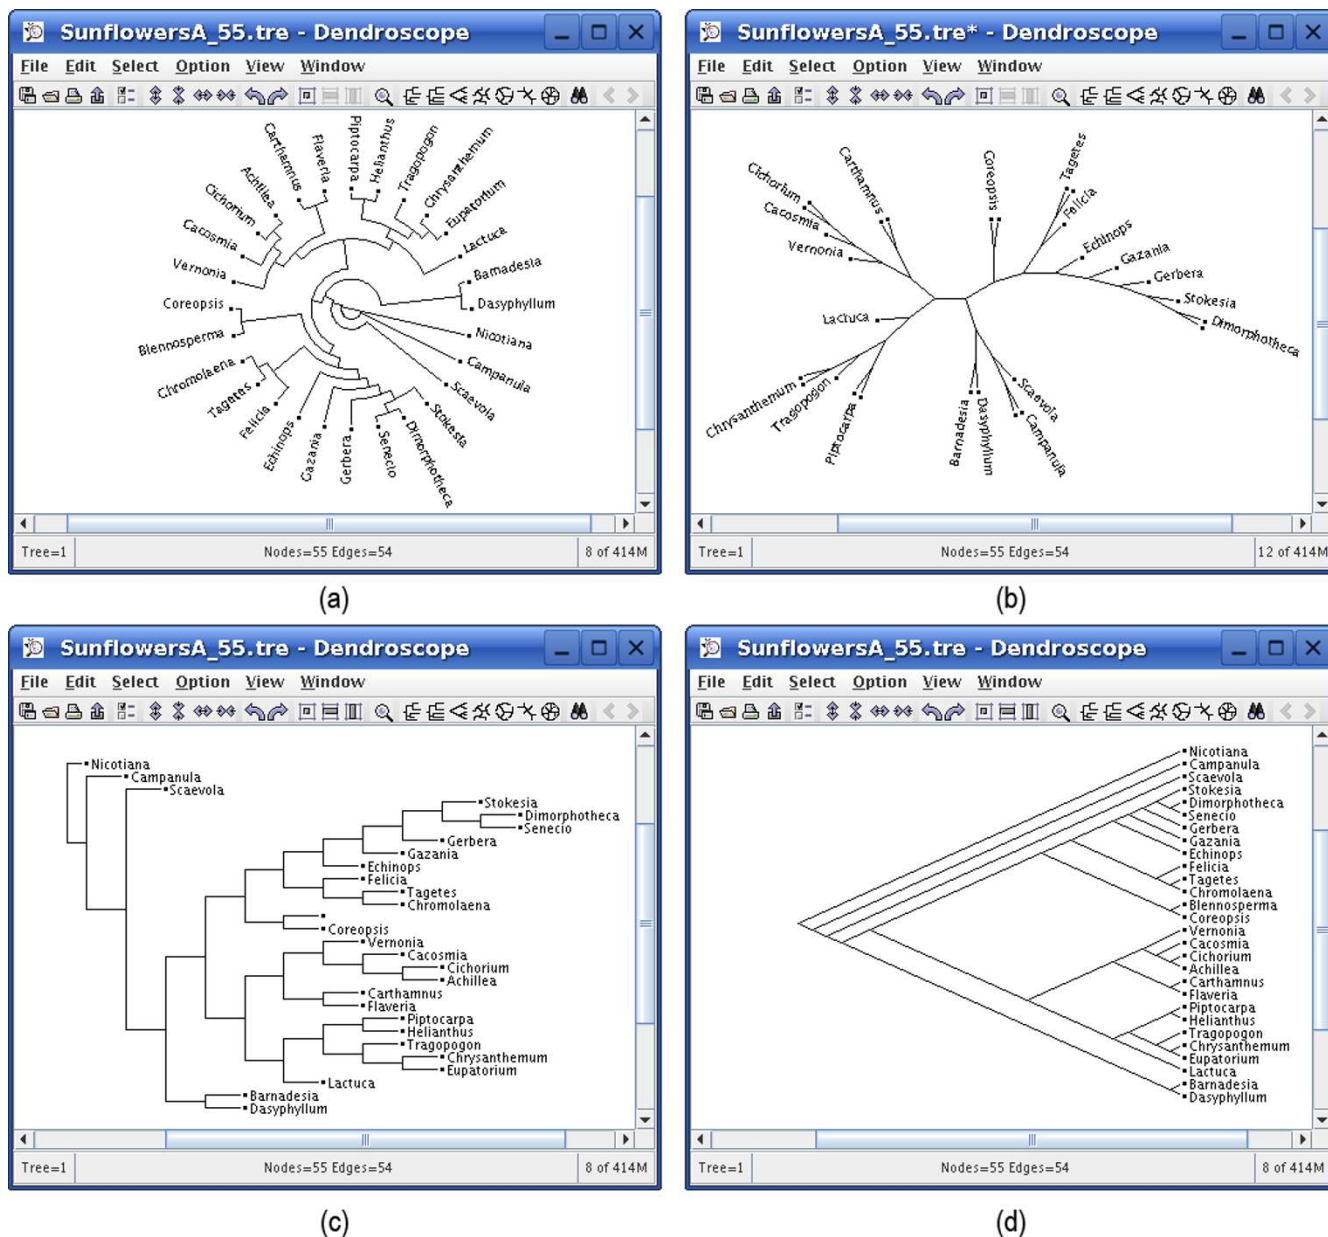 SunflowersA_55.tre - Dendroscope
File Edit Select Option View Window
Piptocarpa
Helianthus
Tragopogon
Chrysanthemum
Eupatorium
Flaveria
Carthamnus
Achillea
Cichorium
Cacosmia
Vernonia
Lactuca
Barnadesia
Dasyphyllum
Coreopsis
Blennosperma
Nicotiana
Campanula
Scaevola
Chromolaena
Tagetes
Felicia
Echinops
Gazania
Gerbera
Senecio
Dimorphotheca
Stokesia
Tree=1 Nodes=55 Edges=54 8 of 414M
(a)
SunflowersA_55.tre* - Dendroscope
File Edit Select Option View Window
Cichorium
Cacosmia
Vernonia
Carthamnus
Coreopsis
Tagetes
Felicia
Echinops
Gazania
Gerbera
Stokesia
Dimorphotheca
Lactuca
Chrysanthemum
Tragopogon
Piptocarpa
Barnadesia
Dasyphyllum
Scaevola
Campanula
Tree=1 Nodes=55 Edges=54 12 of 414M
(b)
SunflowersA_55.tre - Dendroscope
File Edit Select Option View Window
Nicotiana
Campanula
Scaevola
Stokesia
Dimorphotheca
Senecio
Gerbera
Gazania
Echinops
Felicia
Tagetes
Chromolaena
Coreopsis
Vernonia
Cacosmia
Cichorium
Achillea
Carthamnus
Flaveria
Piptocarpa
Helianthus
Tragopogon
Chrysanthemum
Eupatorium
Lactuca
Barnadesia
Dasyphyllum
Tree=1 Nodes=55 Edges=54 8 of 414M
(c)
SunflowersA_55.tre - Dendroscope
File Edit Select Option View Window
Nicotiana
Campanula
Scaevola
Stokesia
Dimorphotheca
Senecio
Gerbera
Gazania
Echinops
Felicia
Tagetes
Chromolaena
Blennosperma
Coreopsis
Vernonia
Cacosmia
Cichorium
Achillea
Carthamnus
Flaveria
Piptocarpa
Helianthus
Tragopogon
Chrysanthemum
Eupatorium
Lactuca
Barnadesia
Dasyphyllum
Tree=1 Nodes=55 Edges=54 8 of 414M
(d)